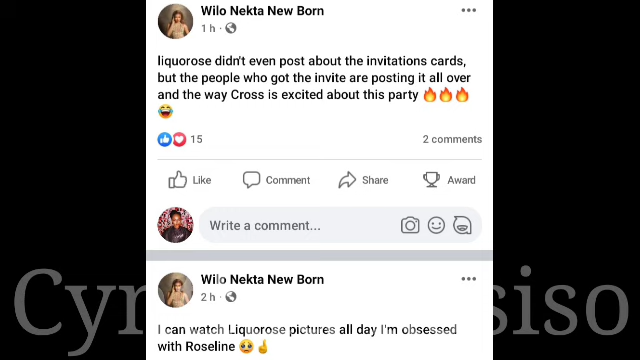 Wilo Nekta New Born
1 h ·
liquorose didn't even post about the invitations cards,
but the people who got the invite are posting it all over
and the way Cross is excited about this party 🔥🔥🔥
😂
15
2 comments
Like
Comment
Share
Award
Write a comment...
Wilo Nekta New Born
2 h ·
I can watch Liquorose pictures all day I'm obsessed
with Roseline 🥹🤞